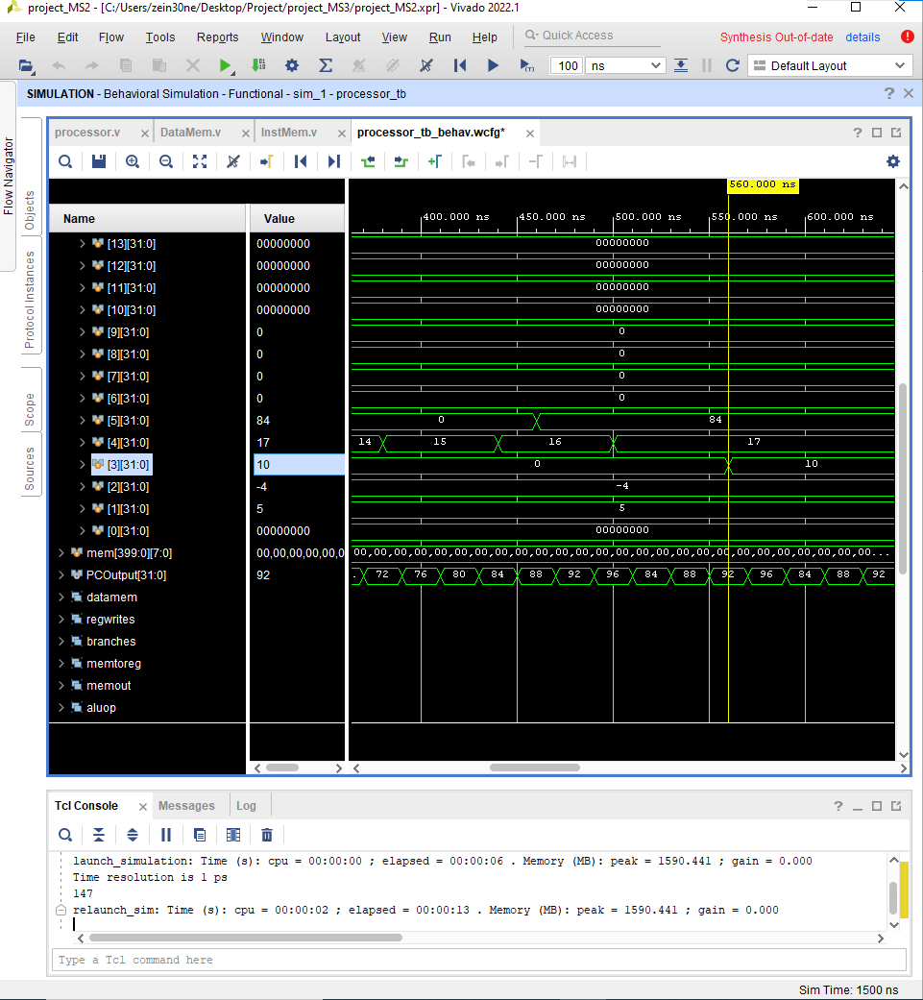 project_MS2 - [C:/Users/zein30ne/Desktop/Project/project_MS3/project_MS2.xpr] - Vivado 2022.1
File Edit Flow Tools Reports Window Layout View Run Help Quick Access Synthesis Out-of-date details
100 ns Default Layout
SIMULATION - Behavioral Simulation - Functional - sim_1 - processor_tb
Flow Navigator
Objects
Protocol Instances
Scope
Sources
processor.v DataMem.v InstMem.v processor_tb_behav.wcfg*
560.000 ns
Name Value 400.000 ns 450.000 ns 500.000 ns 550.000 ns 600.000 ns
[13][31:0] 00000000 00000000
[12][31:0] 00000000 00000000
[11][31:0] 00000000 00000000
[10][31:0] 00000000 00000000
[9][31:0] 0 0
[8][31:0] 0 0
[7][31:0] 0 0
[6][31:0] 0 0
[5][31:0] 84 0 84
[4][31:0] 17 14 15 16 17
[3][31:0] 10 0 10
[2][31:0] -4 -4
[1][31:0] 5 5
[0][31:0] 00000000 00000000
mem[399:0][7:0] 00,00,00,00,00,0 00,00,00,00,00,00,00,00,00,00,00,00,00,00,00,00,00,00,00,00,00,00,00,00,00,00...
PCOutput[31:0] 92 . 72 76 80 84 88 92 96 84 88 92 96 84 88 92
datamem
regwrites
branches
memtoreg
memout
aluop
Tcl Console Messages Log
launch_simulation: Time (s): cpu = 00:00:00 ; elapsed = 00:00:06 . Memory (MB): peak = 1590.441 ; gain = 0.000
Time resolution is 1 ps
147
relaunch_sim: Time (s): cpu = 00:00:02 ; elapsed = 00:00:13 . Memory (MB): peak = 1590.441 ; gain = 0.000
Type a Tcl command here
Sim Time: 1500 ns